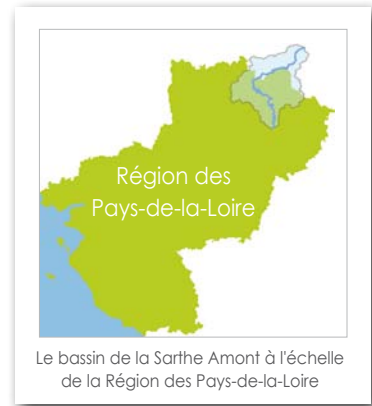 Région des
Pays-de-la-Loire
Le bassin de la Sarthe Amont à l'échelle
de la Région des Pays-de-la-Loire